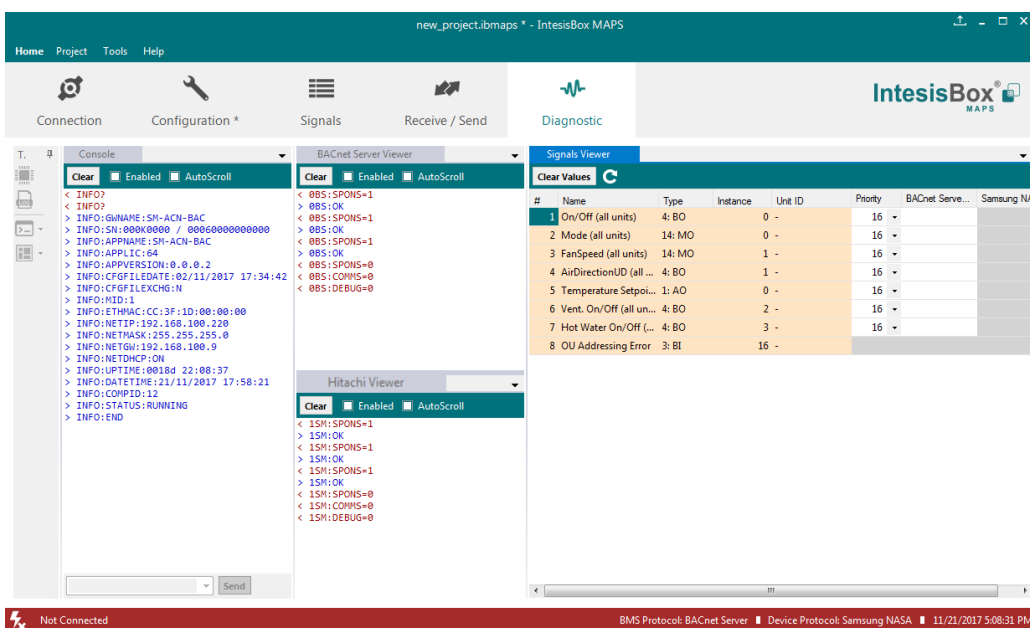 new_project.ibmaps * - IntesisBox MAPS
Home Project Tools Help
Connection Configuration * Signals Receive / Send Diagnostic
IntesisBox®
MAPS
T.
Console
Clear Enabled AutoScroll
< INFO?
< INFO?
> INFO:GWNAME:SM-ACN-BAC
> INFO:SN:000K0000 / 00060000000000
> INFO:APPNAME:SM-ACN-BAC
> INFO:APPLIC:64
> INFO:APPVERSION:0.0.0.2
> INFO:CFGFILEDATE:02/11/2017 17:34:42
> INFO:CFGFILEXCHG:N
> INFO:MID:1
> INFO:ETHMAC:CC:3F:1D:00:00:00
> INFO:NETIP:192.168.100.220
> INFO:NETMASK:255.255.255.0
> INFO:NETGW:192.168.100.9
> INFO:NETDHCP:ON
> INFO:UPTIME:0018d 22:08:37
> INFO:DATETIME:21/11/2017 17:58:21
> INFO:COMPID:12
> INFO:STATUS:RUNNING
> INFO:END
Send
BACnet Server Viewer
Clear Enabled AutoScroll
< 0BS:SPONS=1
> 0BS:OK
> 0BS:OK
< 0BS:SPONS=1
> 0BS:OK
< 0BS:SPONS=0
< 0BS:COMMS=0
< 0BS:DEBUG=0
Hitachi Viewer
Clear Enabled AutoScroll
< 1SM:SPONS=1
> 1SM:OK
< 1SM:SPONS=1
> 1SM:OK
< 1SM:SPONS=1
> 1SM:OK
< 1SM:SPONS=0
< 1SM:COMMS=0
< 1SM:DEBUG=0
Signals Viewer
Clear Values
# Name Type Instance Unit ID Priority BACnet Serve... Samsung NA
1 On/Off (all units) 4: BO 0 - 16
2 Mode (all units) 14: MO 0 - 16
3 FanSpeed (all units) 14: MO 1 - 16
4 AirDirectionUD (all ... 4: BO 1 - 16
5 Temperature Setpoi... 1: AO 0 - 16
6 Vent. On/Off (all un... 4: BO 2 - 16
7 Hot Water On/Off (... 4: BO 3 - 16
8 OU Addressing Error 3: BI 16 -
Not Connected
BMS Protocol: BACnet Server Device Protocol: Samsung NASA 11/21/2017 5:08:31 PM